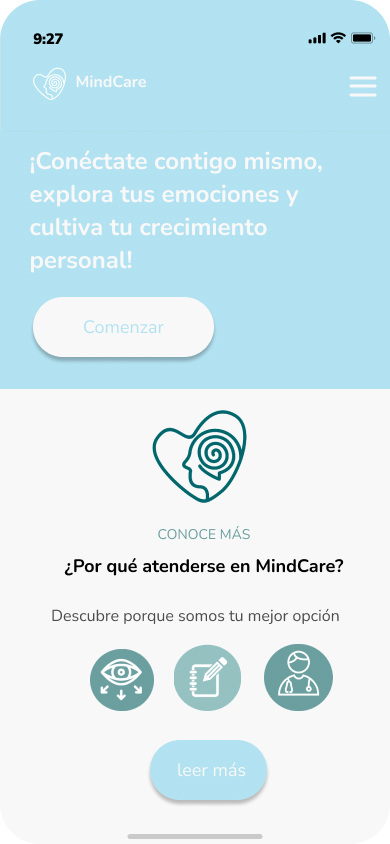 9:27
MindCare
¡Conéctate contigo mismo,
explora tus emociones y
cultiva tu crecimiento
personal!
Comenzar
CONOCE MÁS
¿Por qué atenderse en MindCare?
Descubre porque somos tu mejor opción
leer más